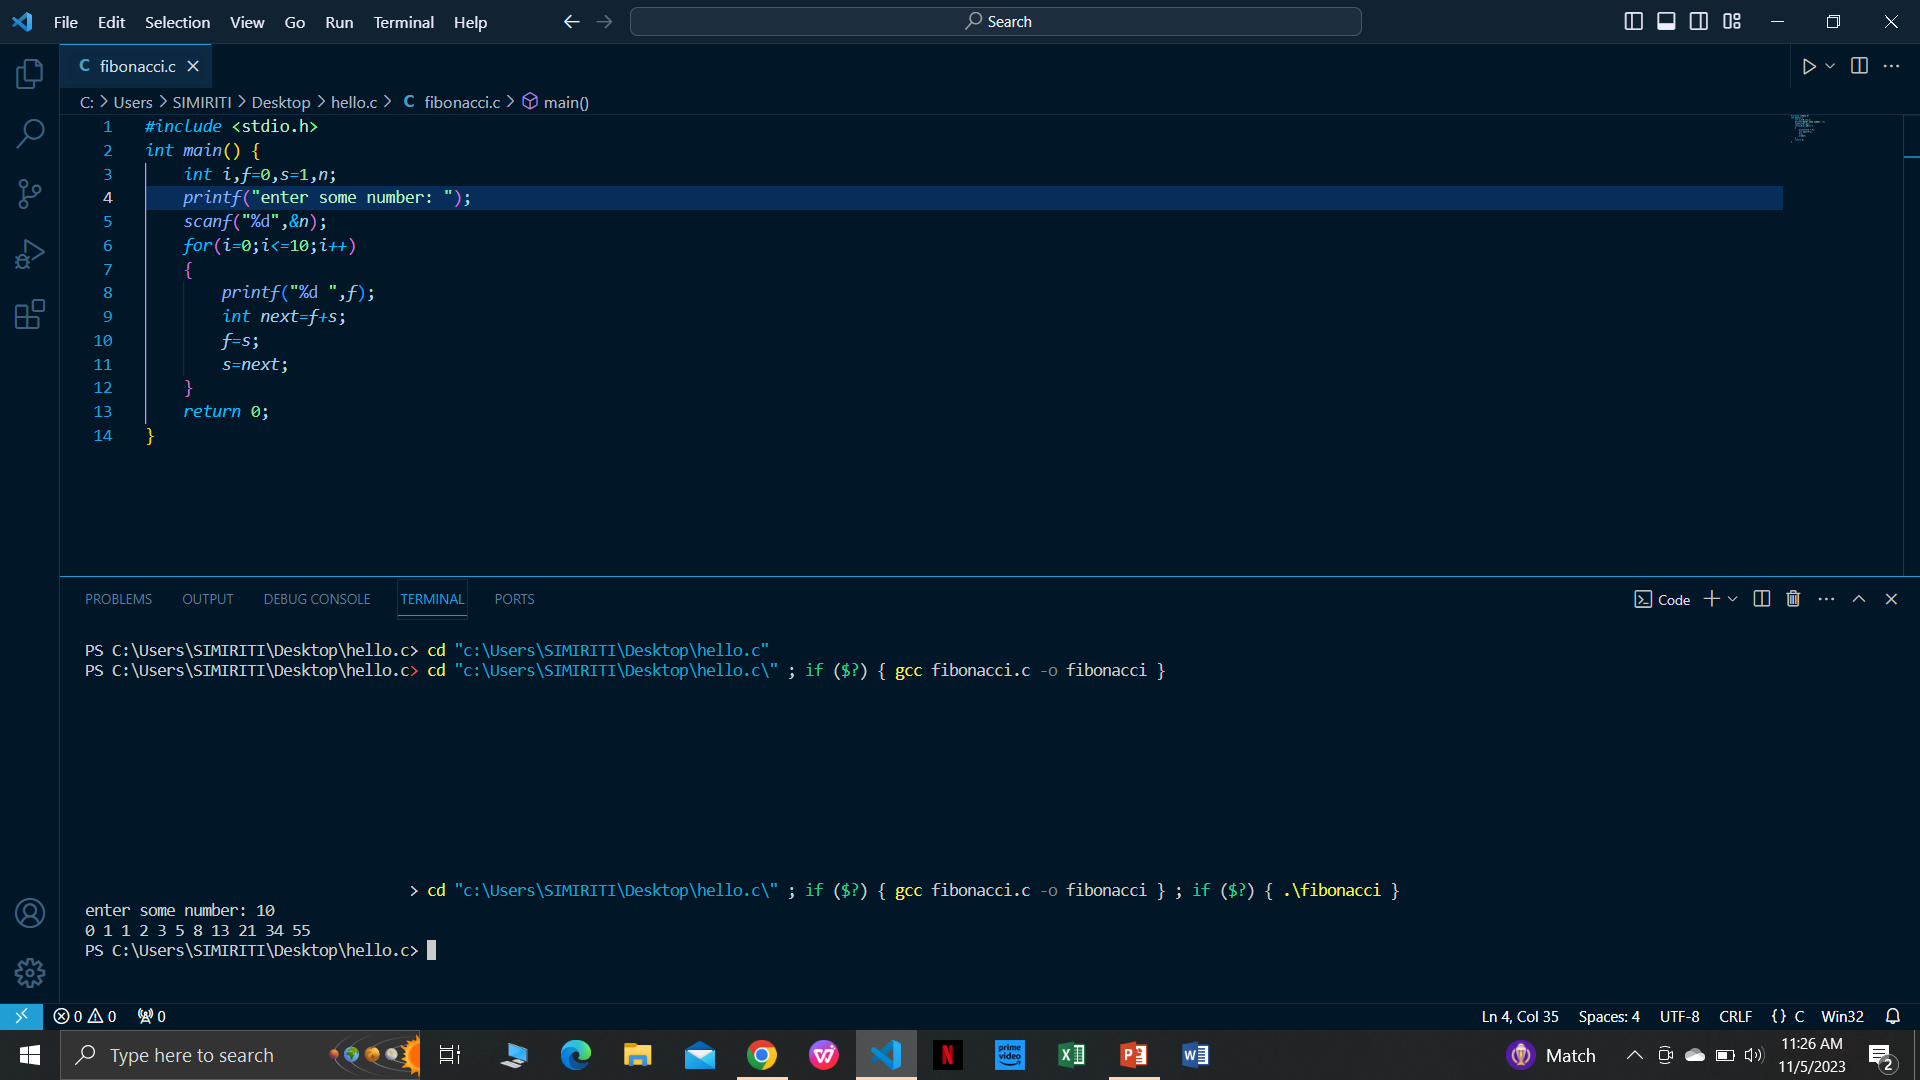 File Edit Selection View Go Run Terminal Help Search
C fibonacci.c
C: > Users > SIMIRITI > Desktop > hello.c > C fibonacci.c > main()
1 #include <stdio.h>
2 int main() {
3 int i,f=0,s=1,n;
4 printf("enter some number: ");
5 scanf("%d",&n);
6 for(i=0;i<=10;i++)
7 {
8 printf("%d ",f);
9 int next=f+s;
10 f=s;
11 s=next;
12 }
13 return 0;
14 }
PROBLEMS OUTPUT DEBUG CONSOLE TERMINAL PORTS Code
PS C:\Users\SIMIRITI\Desktop\hello.c> cd "c:\Users\SIMIRITI\Desktop\hello.c"
PS C:\Users\SIMIRITI\Desktop\hello.c> cd "c:\Users\SIMIRITI\Desktop\hello.c\" ; if ($?) { gcc fibonacci.c -o fibonacci }
> cd "c:\Users\SIMIRITI\Desktop\hello.c\" ; if ($?) { gcc fibonacci.c -o fibonacci } ; if ($?) { .\fibonacci }
enter some number: 10
0 1 1 2 3 5 8 13 21 34 55
PS C:\Users\SIMIRITI\Desktop\hello.c>
0 0 0 Ln 4, Col 35 Spaces: 4 UTF-8 CRLF {} C Win32
Type here to search prime video Match 11:26 AM
11/5/2023 2